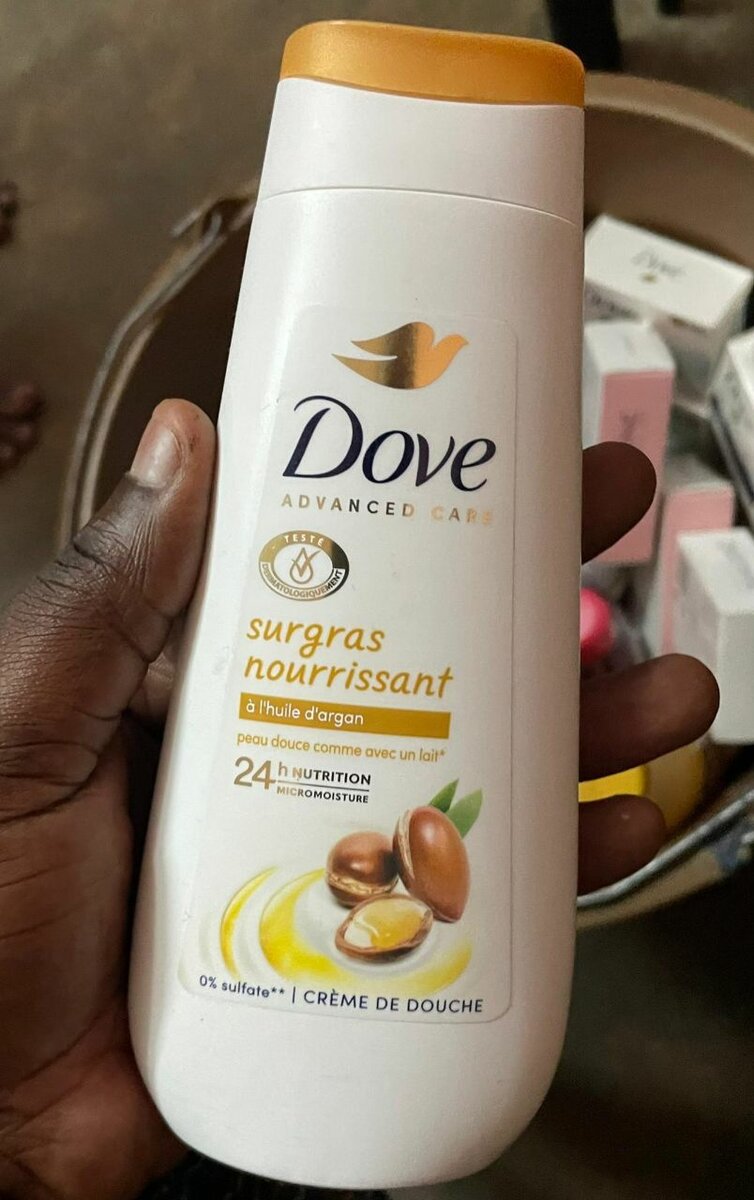 Dove
ADVANCED CARE
TESTÉ
DERMATOLOGIQUEMENT
surgras
nourrissant
à l'huile d'argan
peau douce comme avec un lait*
24h NUTRITION
MICROMOISTURE
0% sulfate** | CRÈME DE DOUCHE
Dove